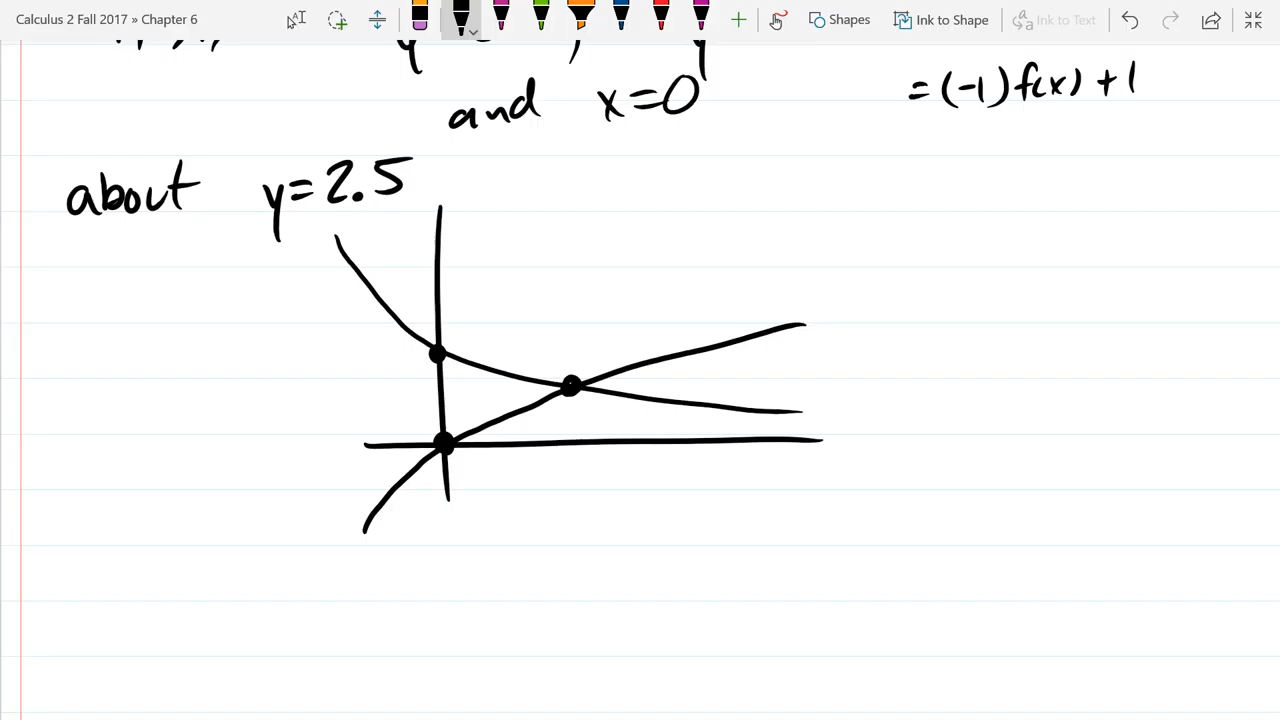 Calculus 2 Fall 2017 » Chapter 6
Shapes
Ink to Shape
Ink to Text
and x=0
=(-1)f(x)+1
about y=2.5